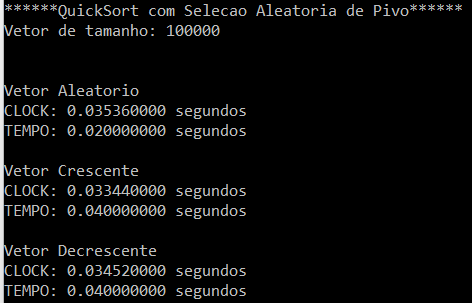 ******QuickSort com Selecao Aleatoria de Pivo******
Vetor de tamanho: 100000
Vetor Aleatorio
CLOCK: 0.035360000 segundos
TEMPO: 0.020000000 segundos
Vetor Crescente
CLOCK: 0.033440000 segundos
TEMPO: 0.040000000 segundos
Vetor Decrescente
CLOCK: 0.034520000 segundos
TEMPO: 0.040000000 segundos